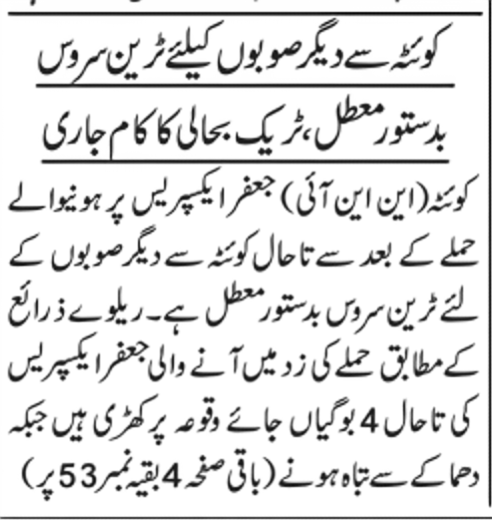 کوئٹہ سے دیگر صوبوں کیلئے ٹرین سروس
بدستور معطل، ٹریک بحالی کا کام جاری
کوئٹہ (این این آئی) جعفر ایکسپریس پر ہونیوالے
حملے کے بعد سے تاحال کوئٹہ سے دیگر صوبوں کے
لئے ٹرین سروس بدستور معطل ہے۔ ریلوے ذرائع
کے مطابق حملے کی زد میں آنے والی جعفر ایکسپریس
کی تاحال 4 بوگیاں جائے وقوعہ پر کھڑی ہیں جبکہ
دھماکے سے تباہ ہونے (باقی صفحہ 4 بقیہ نمبر 53 پر)